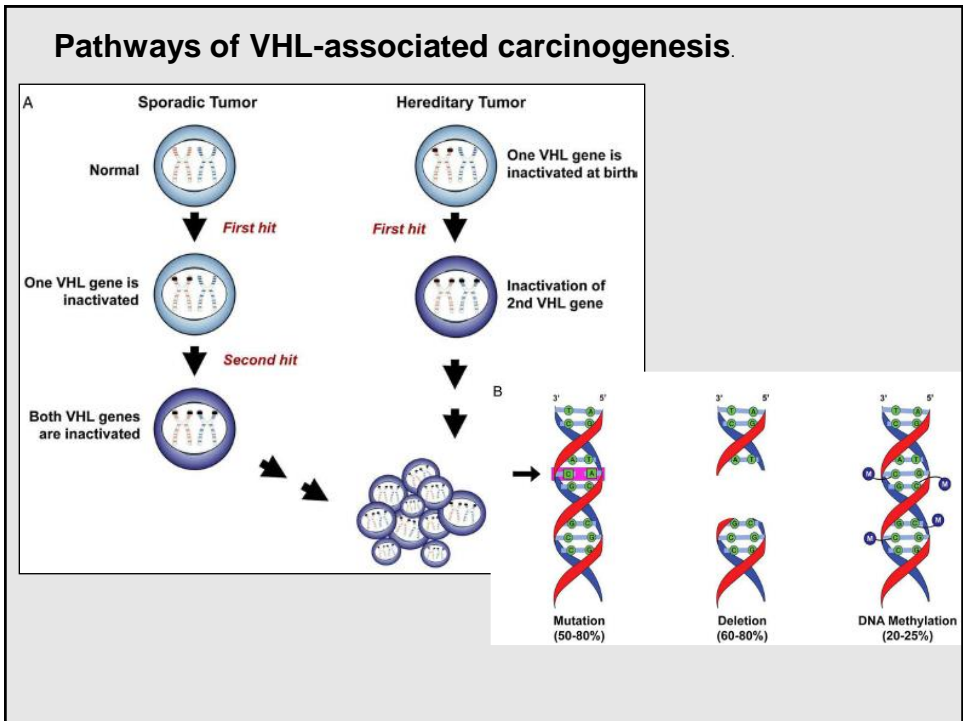 Pathways of VHL-associated carcinogenesis.
A
Sporadic Tumor
Hereditary Tumor
Normal
One VHL gene is
inactivated at birth
First hit
First hit
One VHL gene is
inactivated
Inactivation of
2nd VHL gene
Second hit
Both VHL genes
are inactivated
B
3' 5'
T A
C G
A T
C A
G C
G C
C G
Mutation
(50-80%)
3' 5'
T A
C G
A T
G C
C G
C G
Deletion
(60-80%)
3' 5'
T A
C G
A T
M C G
G C M
G C M
M C G
C G
DNA Methylation
(20-25%)